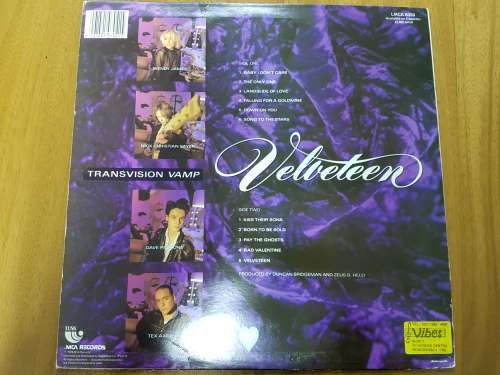 WENDY JAMES
NICK CHRISTIAN SAYER
TRANSVISION VAMP
DAVE PARSONS
TEX AX
MCA RECORDS
SIDE ONE
1. BABY I DON'T CARE
2. THE ONLY ONE
3. LANDSLIDE OF LOVE
4. FALLING FOR A GOLDMINE
5. DOWN ON YOU
6. SONG TO THE STARS
Velveteen
SIDE TWO
1. KISS THEIR SONS
2. BORN TO BE SOLD
3. PAY THE GHOSTS
4. BAD VALENTINE
5. VELVETEEN
PRODUCED BY DUNCAN BRIDGEMAN AND ZEUS B. HELD
Vibes